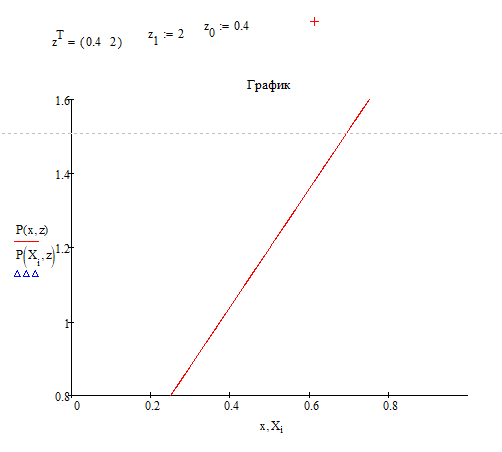 z^T = (0.4 2) z_1 := 2 z_0 := 0.4
График
1.6
1.4
P(x,z)
P(X_i,z)
1.2
1
0.8
0 0.2 0.4 0.6 0.8
x,X_i